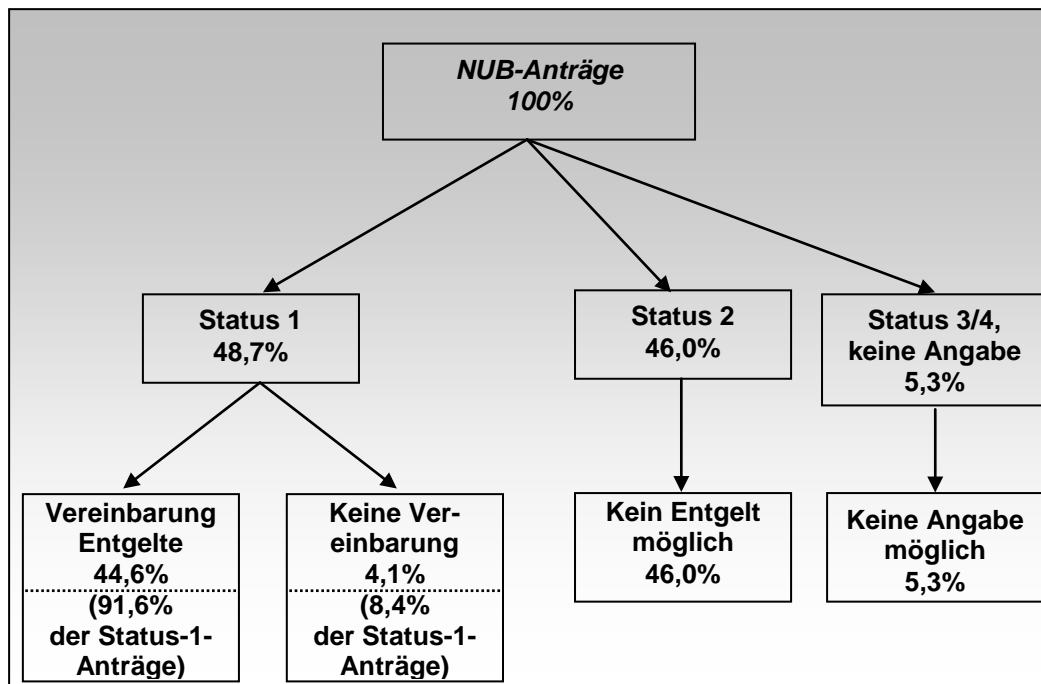 NUB-Anträge
100%
Status 1
48,7%
Status 2
46,0%
Status 3/4,
keine Angabe
5,3%
Vereinbarung
Entgelte
44,6%
(91,6%
der Status-1-
Anträge)
Keine Ver-
einbarung
4,1%
(8,4%
der Status-1-
Anträge)
Kein Entgelt
möglich
46,0%
Keine Angabe
möglich
5,3%